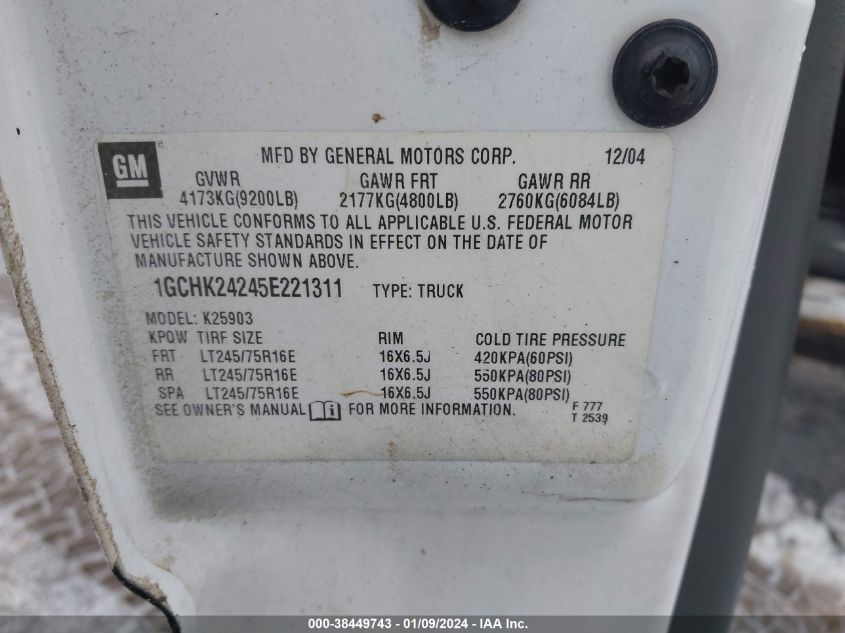 GM
MFD BY GENERAL MOTORS CORP. 12/04
GVWR GAWR FRT GAWR RR
4173KG(9200LB) 2177KG(4800LB) 2760KG(6084LB)
THIS VEHICLE CONFORMS TO ALL APPLICABLE U.S. FEDERAL MOTOR
VEHICLE SAFETY STANDARDS IN EFFECT ON THE DATE OF
MANUFACTURE SHOWN ABOVE.
1GCHK24245E221311 TYPE: TRUCK
MODEL: K25903
KPQW TIRF SIZE RIM COLD TIRE PRESSURE
FRT LT245/75R16E 16X6.5J 420KPA(60PSI)
RR LT245/75R16E 16X6.5J 550KPA(80PSI)
SPA LT245/75R16E 16X6.5J 550KPA(80PSI)
SEE OWNER'S MANUAL i FOR MORE INFORMATION. F 777
T 2539
000-38449743 - 01/09/2024 - IAA Inc.